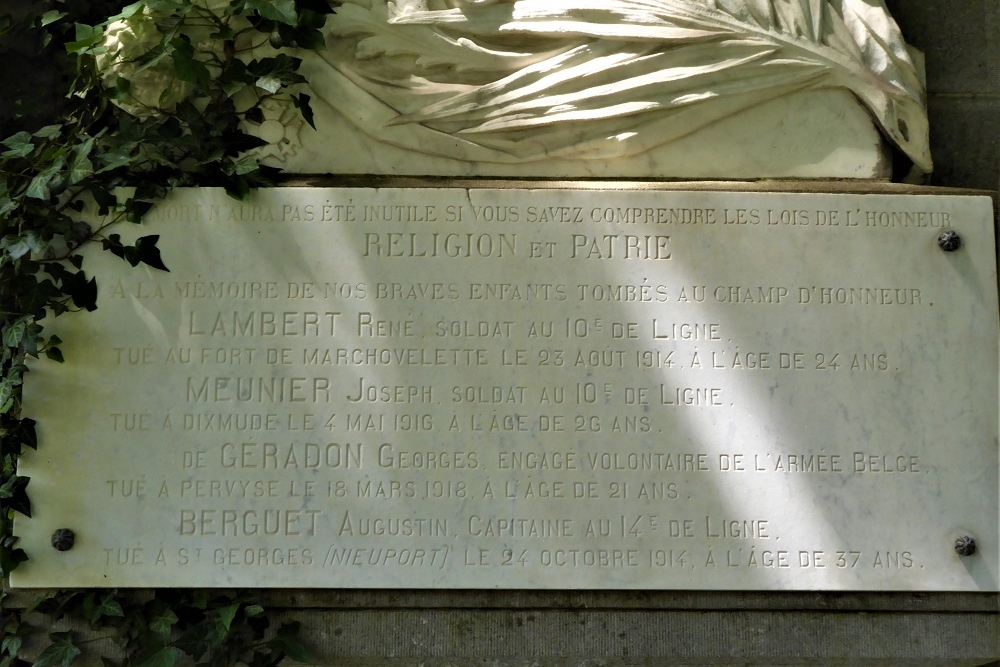 MORT N'AURA PAS ÉTÉ INUTILE SI VOUS SAVEZ COMPRENDRE LES LOIS DE L'HONNEUR
RELIGION ET PATRIE
A LA MÉMOIRE DE NOS BRAVES ENFANTS TOMBÉS AU CHAMP D'HONNEUR.
LAMBERT RENÉ, SOLDAT AU 10E DE LIGNE,
TUÉ AU FORT DE MARCHOVELETTE LE 23 AOUT 1914, À L'ÂGE DE 24 ANS.
MEUNIER JOSEPH, SOLDAT AU 10E DE LIGNE,
TUÉ À DIXMUDE LE 4 MAI 1916, À L'ÂGE DE 26 ANS.
DE GÉRADON GEORGES, ENGAGÉ VOLONTAIRE DE L'ARMÉE BELGE,
TUÉ À PERVYSE LE 18 MARS 1918, À L'ÂGE DE 21 ANS.
BERGUET AUGUSTIN, CAPITAINE AU 14E DE LIGNE,
TUÉ À ST GEORGES (NIEUPORT) LE 24 OCTOBRE 1914, À L'ÂGE DE 37 ANS.